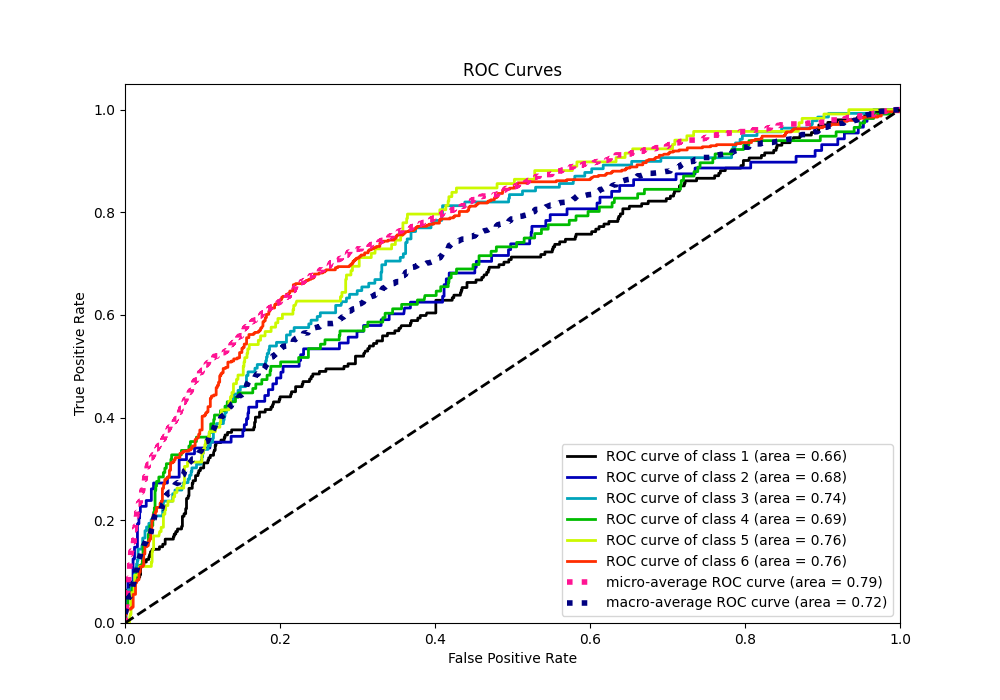 ROC Curves
1.0
0.8
0.6
0.4
0.2
0.0
True Positive Rate
ROC curve of class 1 (area = 0.66)
ROC curve of class 2 (area = 0.68)
ROC curve of class 3 (area = 0.74)
ROC curve of class 4 (area = 0.69)
ROC curve of class 5 (area = 0.76)
ROC curve of class 6 (area = 0.76)
micro-average ROC curve (area = 0.79)
macro-average ROC curve (area = 0.72)
0.0 0.2 0.4 0.6 0.8 1.0
False Positive Rate